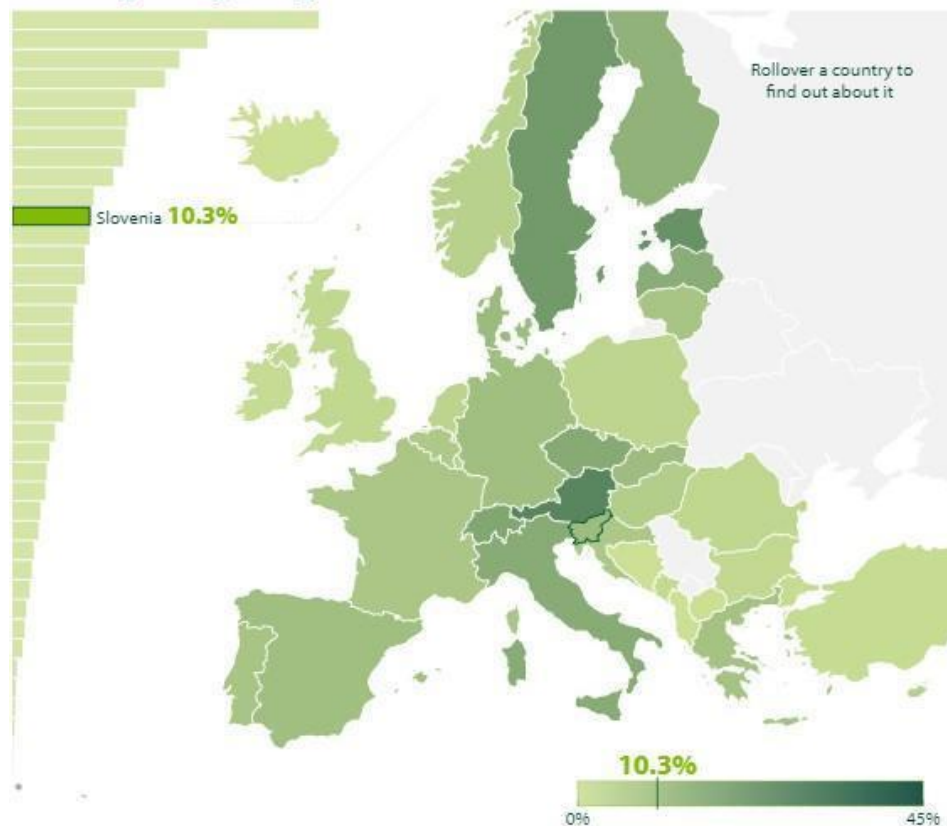 Rollover a country to
find out about it
Slovenia 10.3%
10.3%
0%
45%